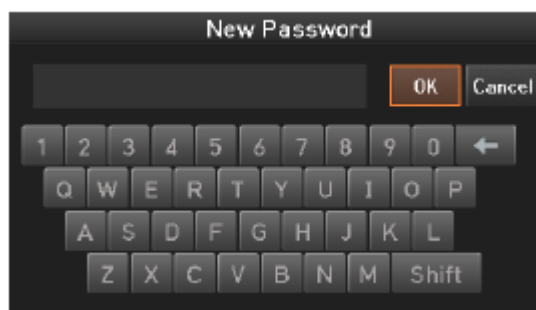 New Password
OK Cancel
1 2 3 4 5 6 7 8 9 0 ←
Q W E R T Y U I O P
A S D F G H J K L
Z X C V B N M Shift